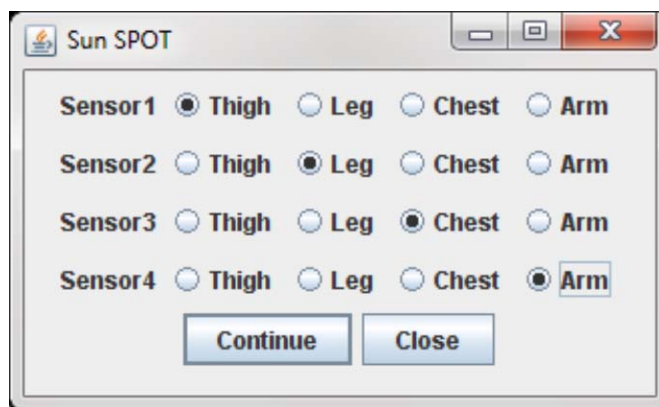 Sun SPOT
Sensor1 Thigh Leg Chest Arm
Sensor2 Thigh Leg Chest Arm
Sensor3 Thigh Leg Chest Arm
Sensor4 Thigh Leg Chest Arm
Continue Close